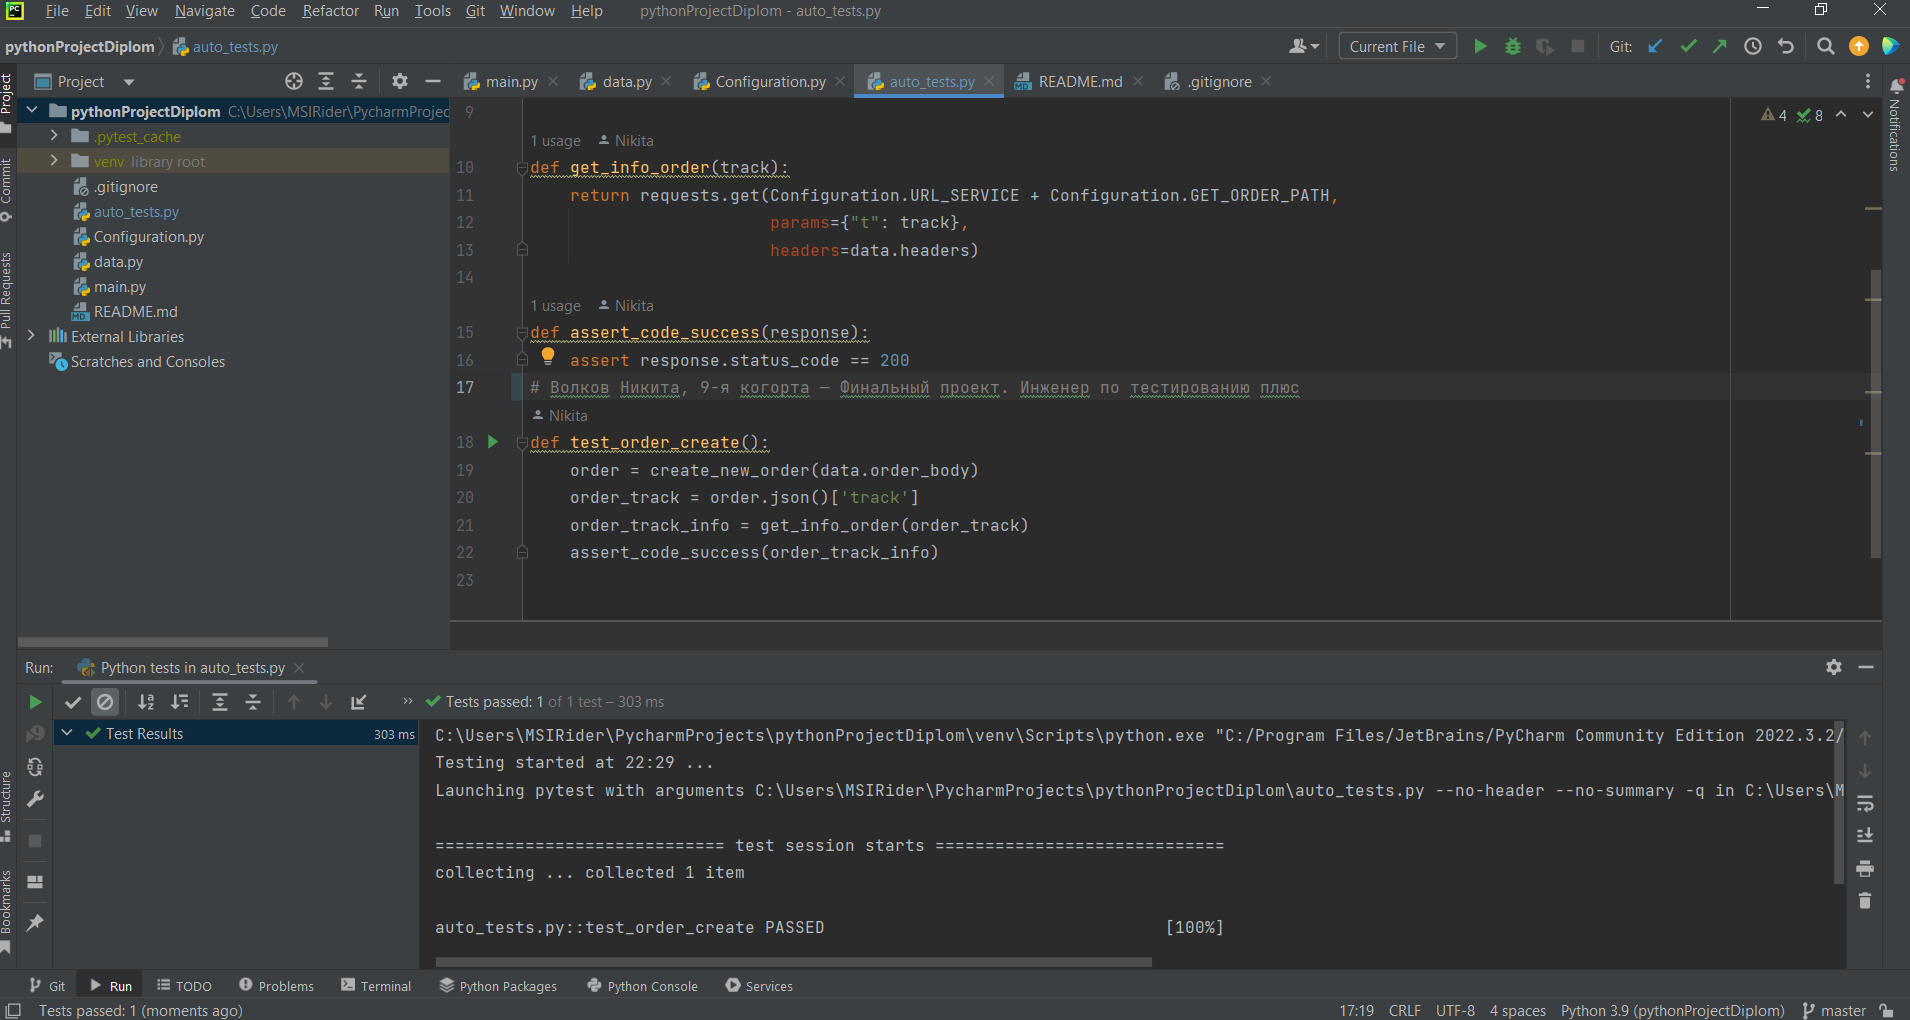 PC File Edit View Navigate Code Refactor Run Tools Git Window Help pythonProjectDiplom - auto_tests.py
pythonProjectDiplom auto_tests.py Current File Git:
Project main.py data.py Configuration.py auto_tests.py README.md .gitignore
Project
Commit
Pull Requests
Structure
Bookmarks
Notifications
pythonProjectDiplom C:\Users\MSIRider\PycharmProjec
.pytest_cache
venv library root
.gitignore
auto_tests.py
Configuration.py
data.py
main.py
README.md
External Libraries
Scratches and Consoles
4 8
9
1 usage Nikita
10 def get_info_order(track):
11 return requests.get(Configuration.URL_SERVICE + Configuration.GET_ORDER_PATH,
12 params={"t": track},
13 headers=data.headers)
14
1 usage Nikita
15 def assert_code_success(response):
16 assert response.status_code == 200
17 # Волков Никита, 9-я когорта — Финальный проект. Инженер по тестированию плюс
Nikita
18 def test_order_create():
19 order = create_new_order(data.order_body)
20 order_track = order.json()['track']
21 order_track_info = get_info_order(order_track)
22 assert_code_success(order_track_info)
23
Run: Python tests in auto_tests.py
Tests passed: 1 of 1 test – 303 ms
Test Results 303 ms
C:\Users\MSIRider\PycharmProjects\pythonProjectDiplom\venv\Scripts\python.exe "C:/Program Files/JetBrains/PyCharm Community Edition 2022.3.2/
Testing started at 22:29 ...
Launching pytest with arguments C:\Users\MSIRider\PycharmProjects\pythonProjectDiplom\auto_tests.py --no-header --no-summary -q in C:\Users\M
============================= test session starts =============================
collecting ... collected 1 item
auto_tests.py::test_order_create PASSED [100%]
Git Run TODO Problems Terminal Python Packages Python Console Services
Tests passed: 1 (moments ago) 17:19 CRLF UTF-8 4 spaces Python 3.9 (pythonProjectDiplom) master